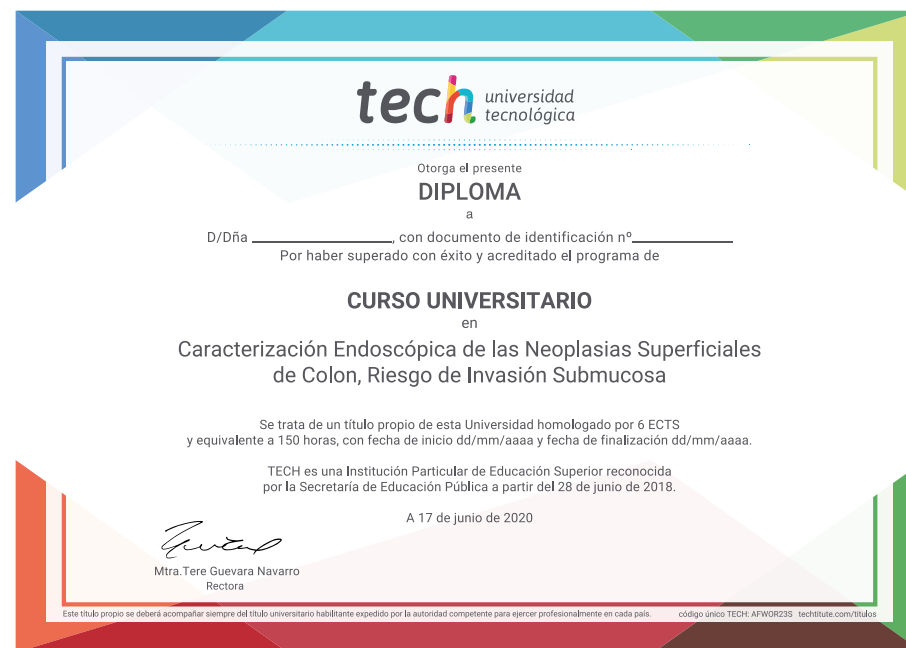 tech universidad
tecnológica
Otorga el presente
DIPLOMA
a
D/Dña ____________________, con documento de identificación nº______________
Por haber superado con éxito y acreditado el programa de
CURSO UNIVERSITARIO
en
Caracterización Endoscópica de las Neoplasias Superficiales
de Colon, Riesgo de Invasión Submucosa
Se trata de un título propio de esta Universidad homologado por 6 ECTS
y equivalente a 150 horas, con fecha de inicio dd/mm/aaaa y fecha de finalización dd/mm/aaaa.
TECH es una Institución Particular de Educación Superior reconocida
por la Secretaría de Educación Pública a partir del 28 de junio de 2018.
A 17 de junio de 2020
Mtra.Tere Guevara Navarro
Rectora
Este título propio se deberá acompañar siempre del título universitario habilitante expedido por la autoridad competente para ejercer profesionalmente en cada país. código único TECH: AFWOR23S techtitute.com/titulos